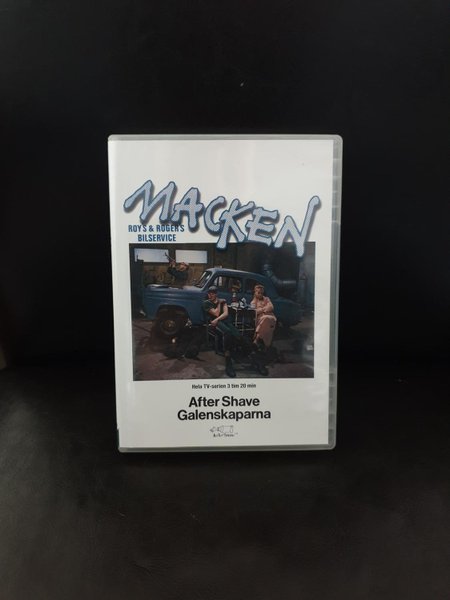 MACKEN
ROY'S & ROGER'S
BILSERVICE
Hela TV-serien 3 tim 20 min
After Shave
Galenskaparna